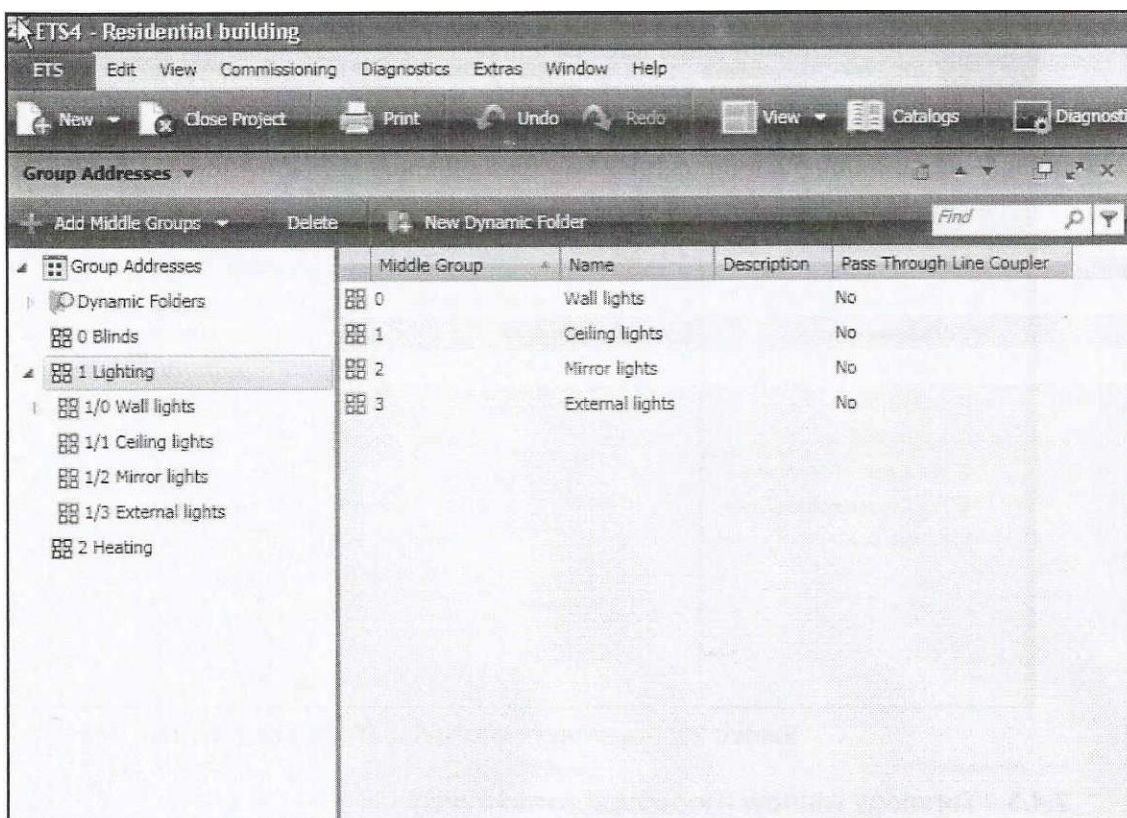 ETS4 - Residential building
ETS Edit View Commissioning Diagnostics Extras Window Help
New Close Project Print Undo Redo View Catalogs Diagnosti
Group Addresses
Add Middle Groups Delete New Dynamic Folder Find
Group Addresses
Dynamic Folders
0 Blinds
1 Lighting
1/0 Wall lights
1/1 Ceiling lights
1/2 Mirror lights
1/3 External lights
2 Heating
Middle Group Name Description Pass Through Line Coupler
0 Wall lights No
1 Ceiling lights No
2 Mirror lights No
3 External lights No